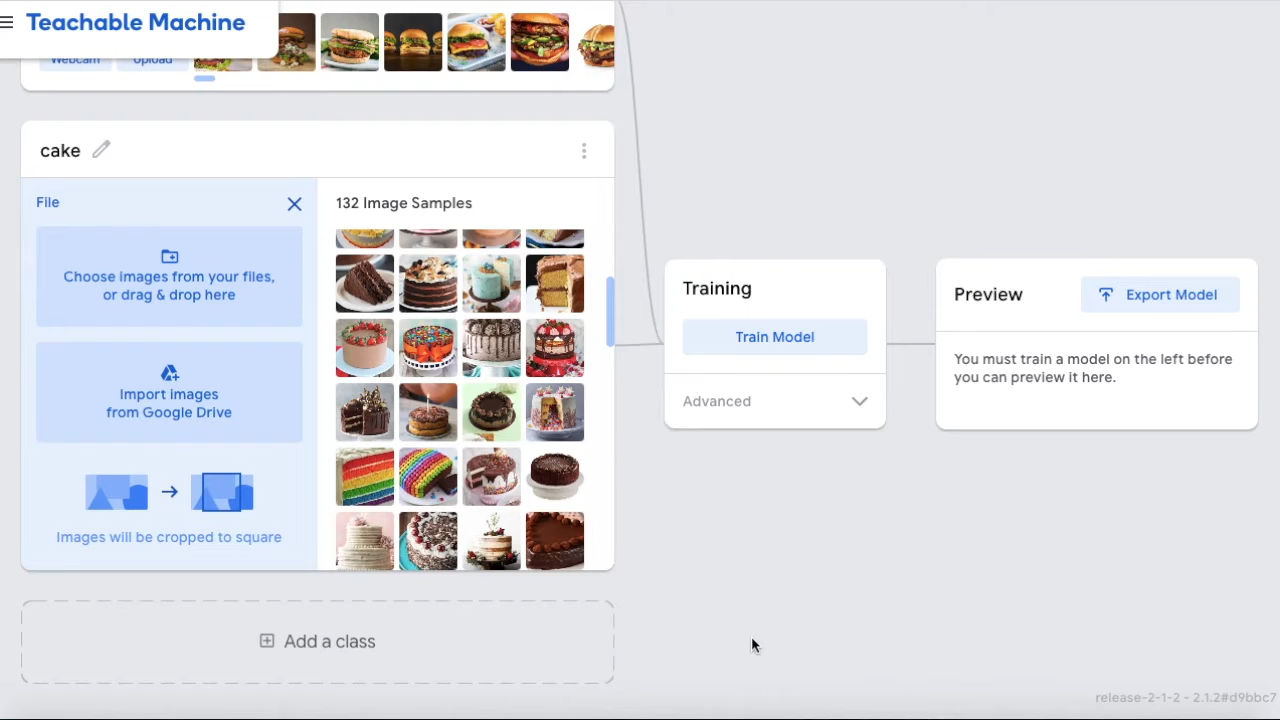 Teachable Machine
Webcam
Upload
cake
File
132 Image Samples
Choose images from your files,
or drag & drop here
Import images
from Google Drive
Images will be cropped to square
Add a class
Training
Train Model
Advanced
Preview
Export Model
You must train a model on the left before
you can preview it here.
release-2-1-2 - 2.1.2#d9bbc7